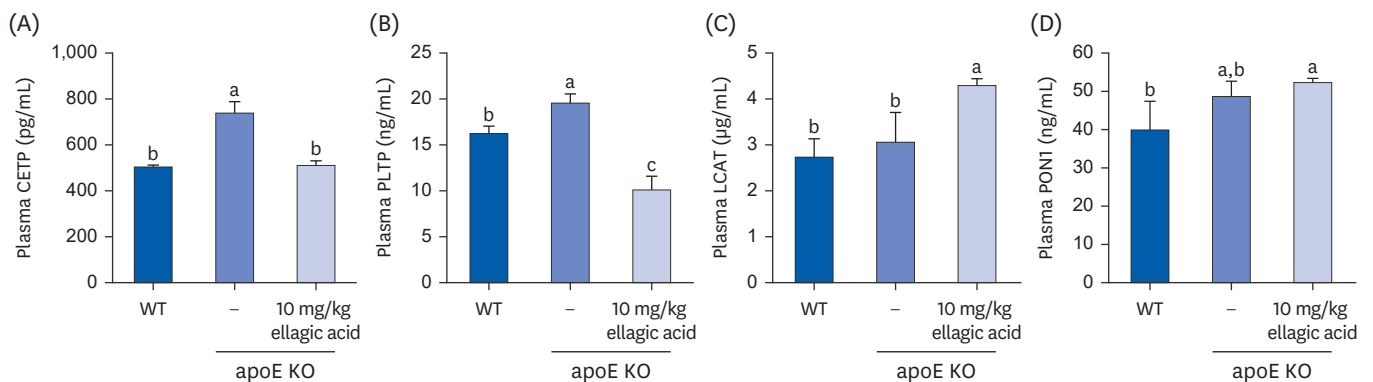 (A)
Plasma CETP (pg/mL)
1,000
800
600
400
200
0
b
a
b
WT
–
10 mg/kg
ellagic acid
apoE KO
(B)
Plasma PLTP (ng/mL)
25
20
15
10
5
0
b
a
c
WT
–
10 mg/kg
ellagic acid
apoE KO
(C)
Plasma LCAT (μg/mL)
5
4
3
2
1
0
b
b
a
WT
–
10 mg/kg
ellagic acid
apoE KO
(D)
Plasma PON1 (ng/mL)
60
50
40
30
20
10
0
b
a,b
a
WT
–
10 mg/kg
ellagic acid
apoE KO